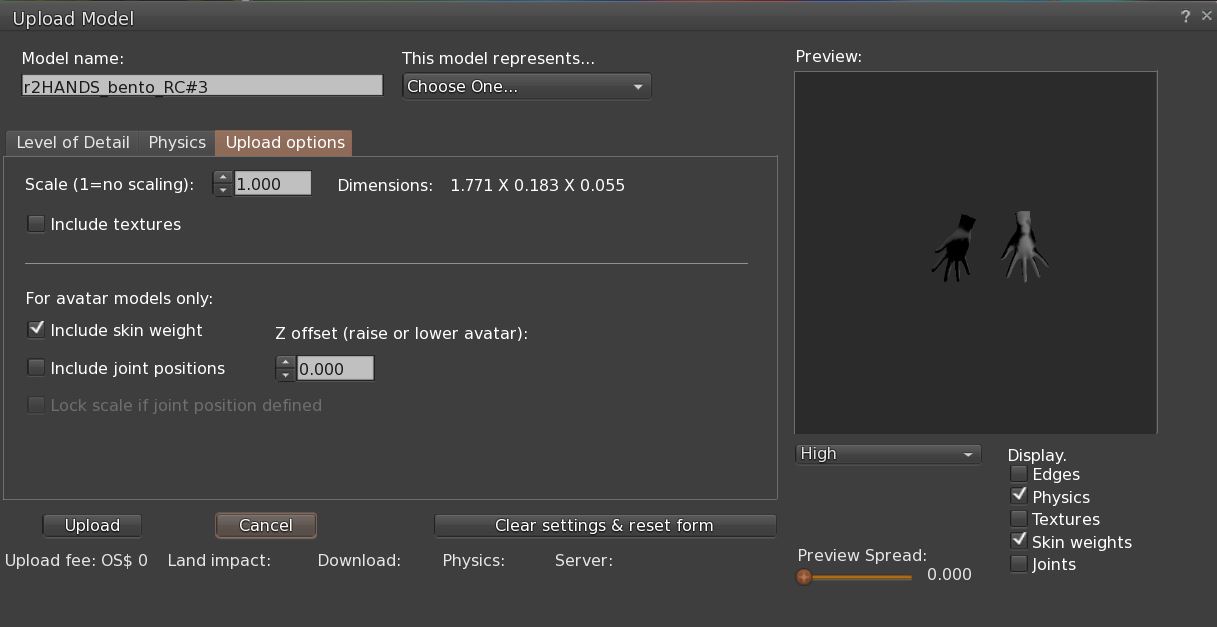 Upload Model
? ×
Model name:
This model represents...
Preview:
r2HANDS_bento_RC#3
Choose One...
Level of Detail
Physics
Upload options
Scale (1=no scaling):
1.000
Dimensions:
1.771 X 0.183 X 0.055
Include textures
For avatar models only:
Include skin weight
Z offset (raise or lower avatar):
Include joint positions
0.000
Lock scale if joint position defined
High
Display.
Edges
Physics
Textures
Skin weights
Joints
Preview Spread:
0.000
Upload
Cancel
Clear settings & reset form
Upload fee: OS$ 0
Land impact:
Download:
Physics:
Server: